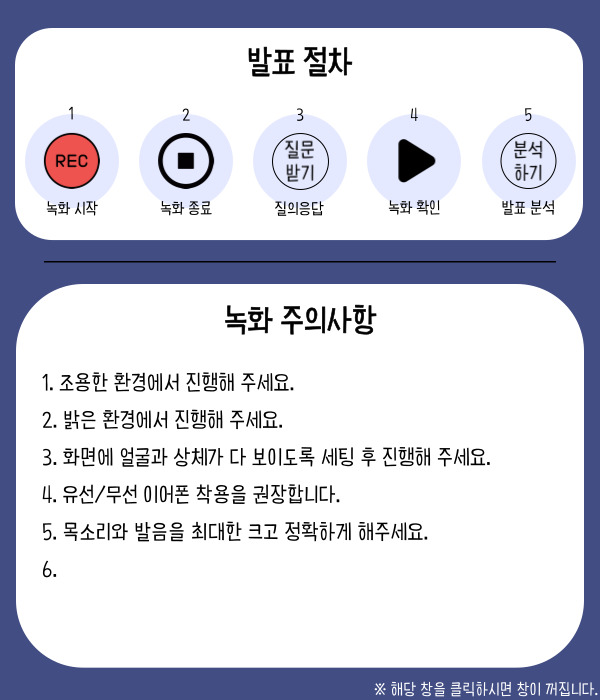 발표 절차
1 2 3 4 5
REC
질문
받기
분석
하기
녹화 시작 녹화 종료 질의응답 녹화 확인 발표 분석
녹화 주의사항
1. 조용한 환경에서 진행해 주세요.
2. 밝은 환경에서 진행해 주세요.
3. 화면에 얼굴과 상체가 다 보이도록 세팅 후 진행해 주세요.
4. 유선/무선 이어폰 착용을 권장합니다.
5. 목소리와 발음을 최대한 크고 정확하게 해주세요.
6.
※ 해당 창을 클릭하시면 창이 꺼집니다.